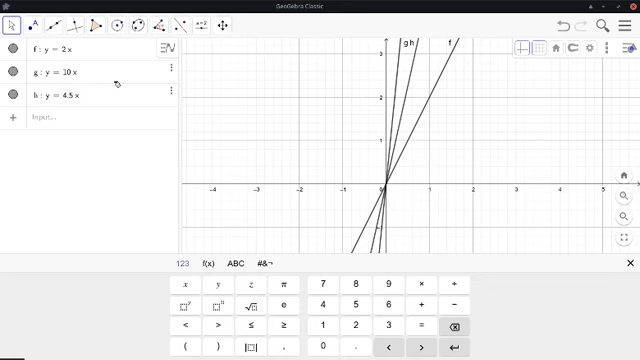 GeoGebra Classic
f : y = 2 x
g : y = 10 x
h : y = 4.5 x
Input...
g h f
3
2
1
-4 -3 -2 -1 0 1 2 3 4 5
-1
123 f(x) ABC #&¬
x y z π 7 8 9 × ÷
e 4 5 6 + −
< > ≤ ≥ 1 2 3 =
( ) |□| , 0 . < >